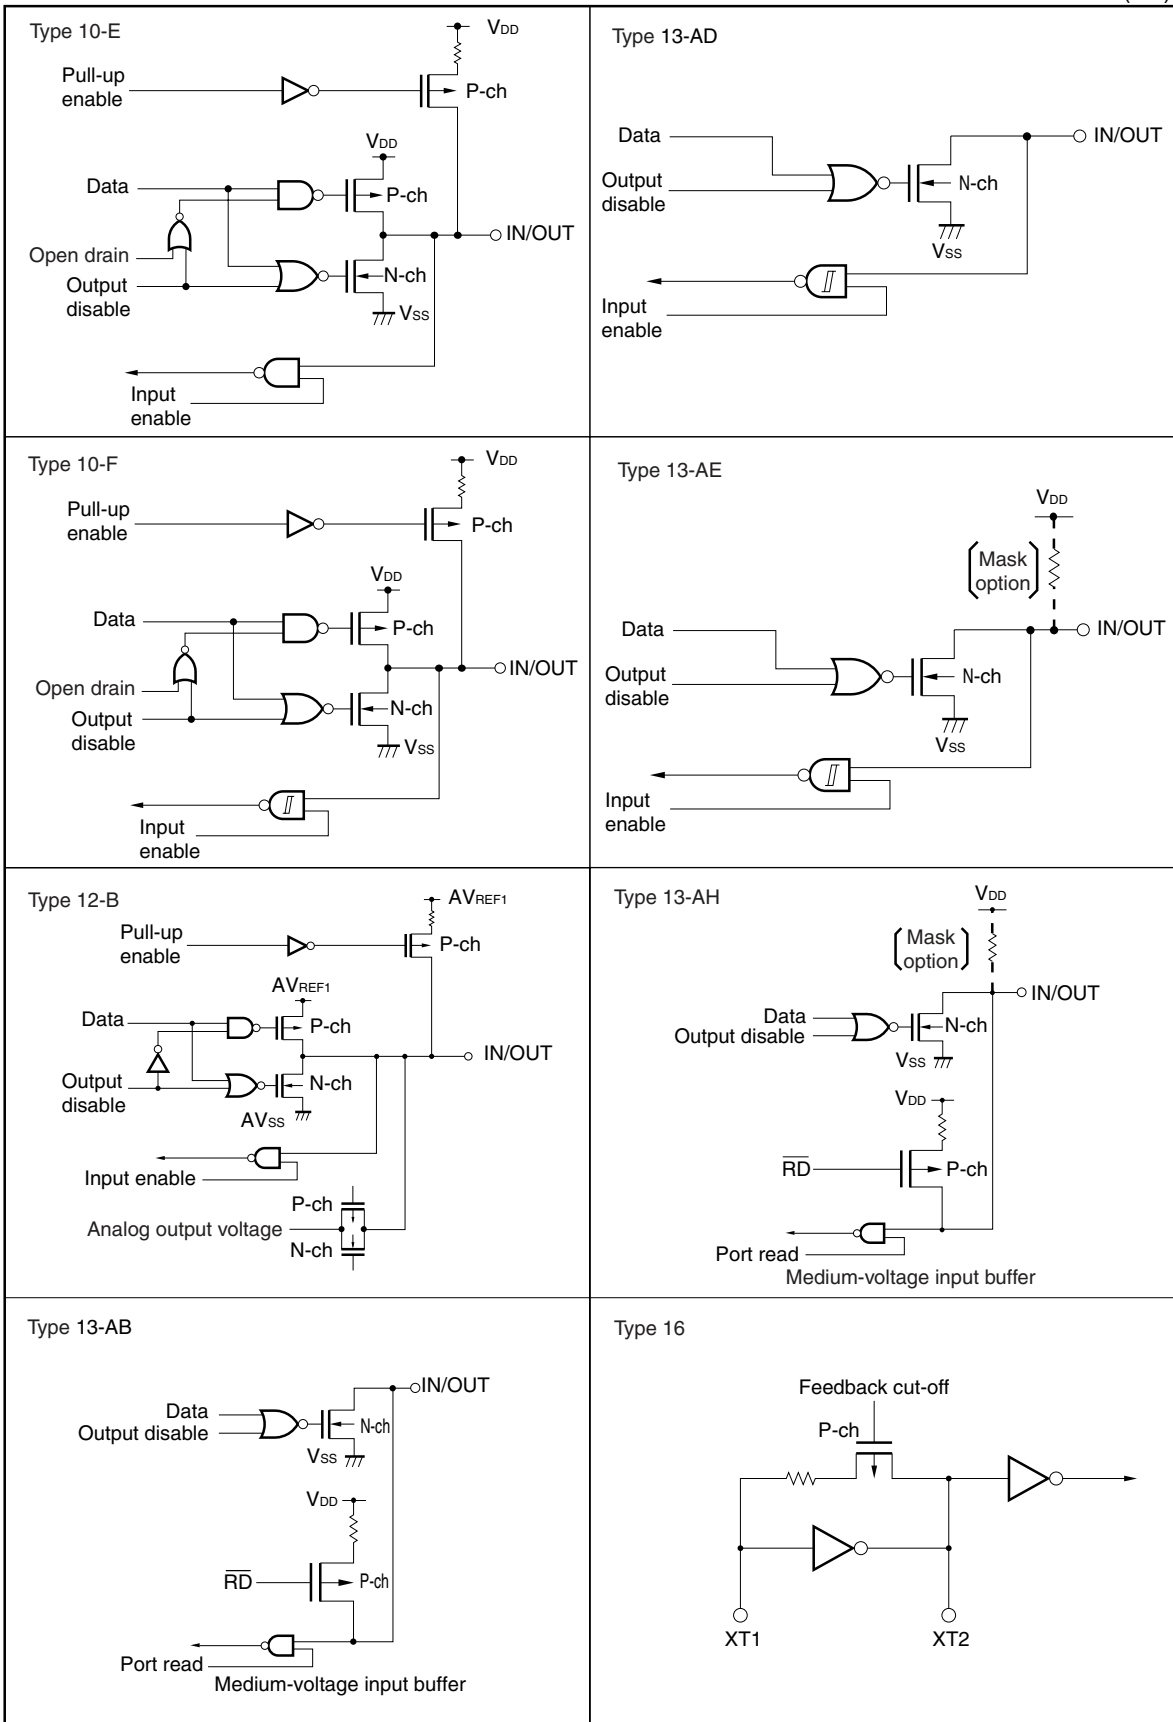 Type 10-E
VDD
Pull-up
enable
P-ch
VDD
Data
P-ch
IN/OUT
Open drain
Output
disable
N-ch
VSS
Input
enable
Type 13-AD
Data
IN/OUT
Output
disable
N-ch
VSS
Input
enable
Type 10-F
VDD
Pull-up
enable
P-ch
VDD
Data
P-ch
IN/OUT
Open drain
Output
disable
N-ch
VSS
Input
enable
Type 13-AE
VDD
Mask
option
Data
IN/OUT
Output
disable
N-ch
VSS
Input
enable
Type 12-B
AVREF1
Pull-up
enable
P-ch
AVREF1
Data
P-ch
IN/OUT
Output
disable
N-ch
AVSS
Input enable
P-ch
Analog output voltage
N-ch
Type 13-AH
VDD
Mask
option
IN/OUT
Data
Output disable
N-ch
VSS
VDD
RD
P-ch
Port read
Medium-voltage input buffer
Type 13-AB
IN/OUT
Data
Output disable
N-ch
VSS
VDD
RD
P-ch
Port read
Medium-voltage input buffer
Type 16
Feedback cut-off
P-ch
XT1
XT2